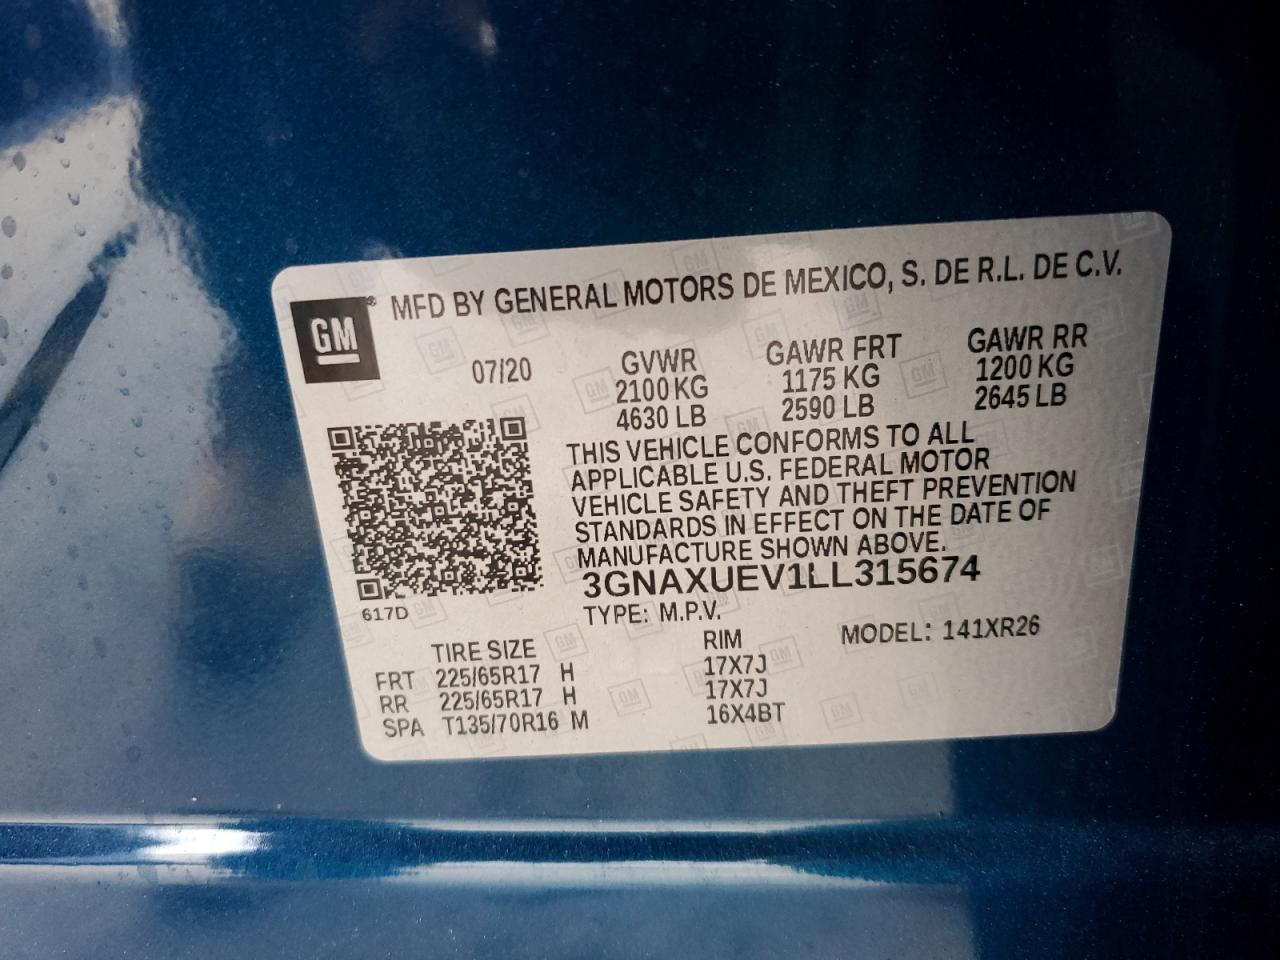 GM
MFD BY GENERAL MOTORS DE MEXICO, S. DE R.L. DE C.V.
07/20 GVWR GAWR FRT GAWR RR
2100 KG 1175 KG 1200 KG
4630 LB 2590 LB 2645 LB
THIS VEHICLE CONFORMS TO ALL
APPLICABLE U.S. FEDERAL MOTOR
VEHICLE SAFETY AND THEFT PREVENTION
STANDARDS IN EFFECT ON THE DATE OF
MANUFACTURE SHOWN ABOVE.
3GNAXUEV1LL315674
617D
TYPE: M.P.V.
MODEL: 141XR26
TIRE SIZE RIM
FRT 225/65R17 H 17X7J
RR 225/65R17 H 17X7J
SPA T135/70R16 M 16X4BT